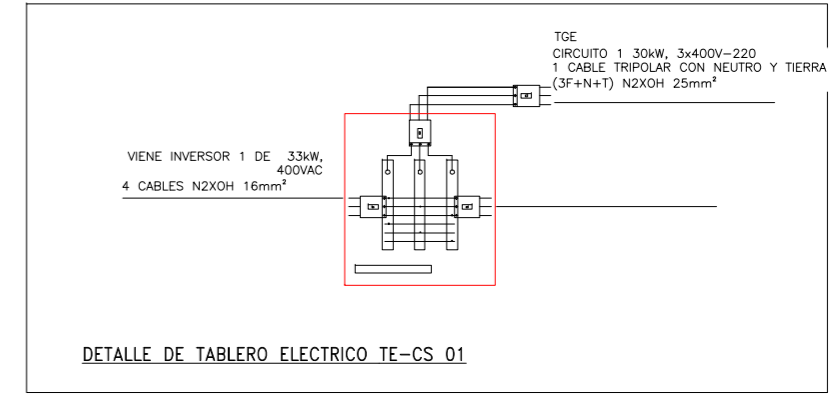 TGE
CIRCUITO 1 30kW, 3x400V-220
1 CABLE TRIPOLAR CON NEUTRO Y TIERRA
(3F+N+T) N2XOH 25mm²
VIENE INVERSOR 1 DE 33kW,
400VAC
4 CABLES N2XOH 16mm²
DETALLE DE TABLERO ELECTRICO TE-CS 01